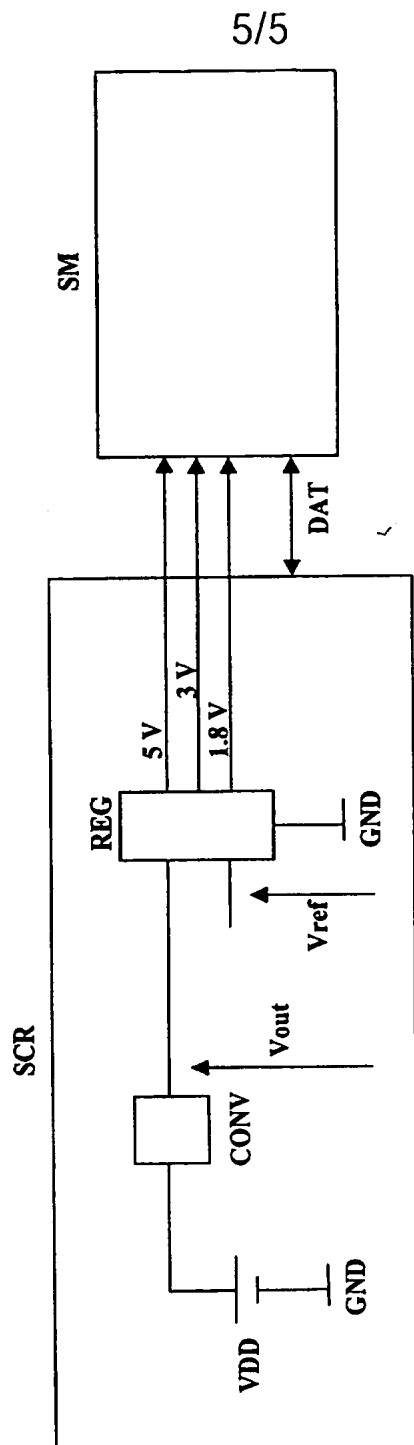 5/5
SCR
SM
REG
5 V
3 V
1.8 V
DAT
CONV
Vout
Vref
VDD
GND
GND